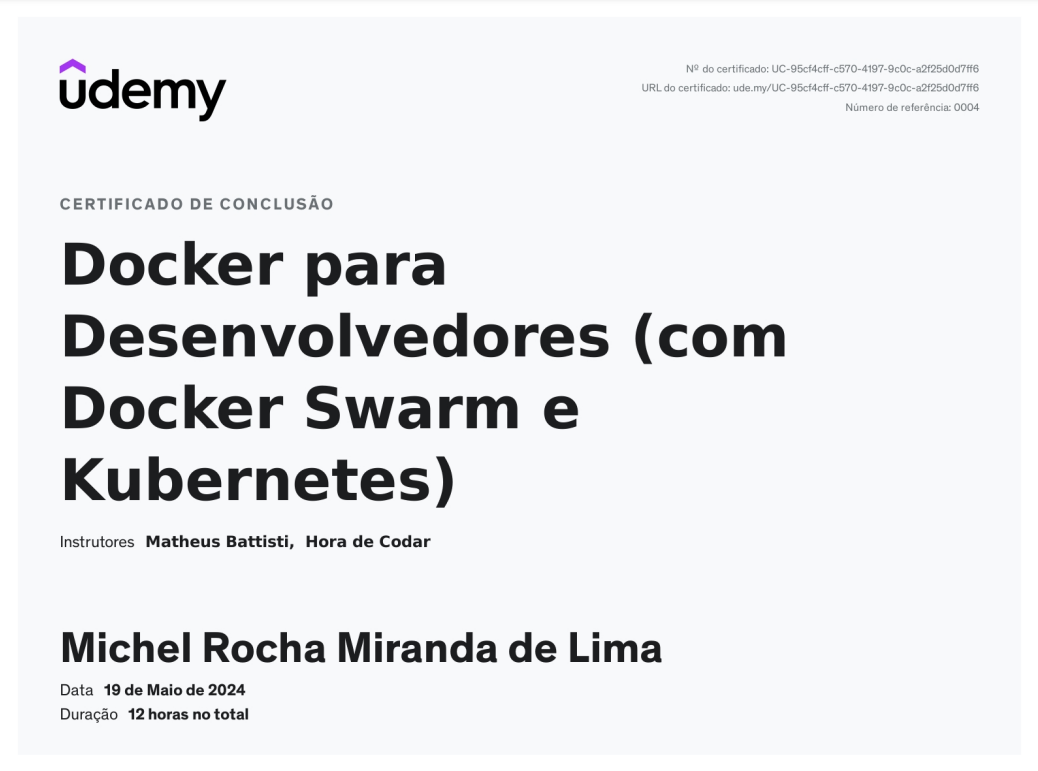 udemy
Nº do certificado: UC-95cf4cff-c570-4197-9c0c-a2f25d0d7ff6
URL do certificado: ude.my/UC-95cf4cff-c570-4197-9c0c-a2f25d0d7ff6
Número de referência: 0004
CERTIFICADO DE CONCLUSÃO
Docker para
Desenvolvedores (com
Docker Swarm e
Kubernetes)
Instrutores Matheus Battisti, Hora de Codar
Michel Rocha Miranda de Lima
Data 19 de Maio de 2024
Duração 12 horas no total